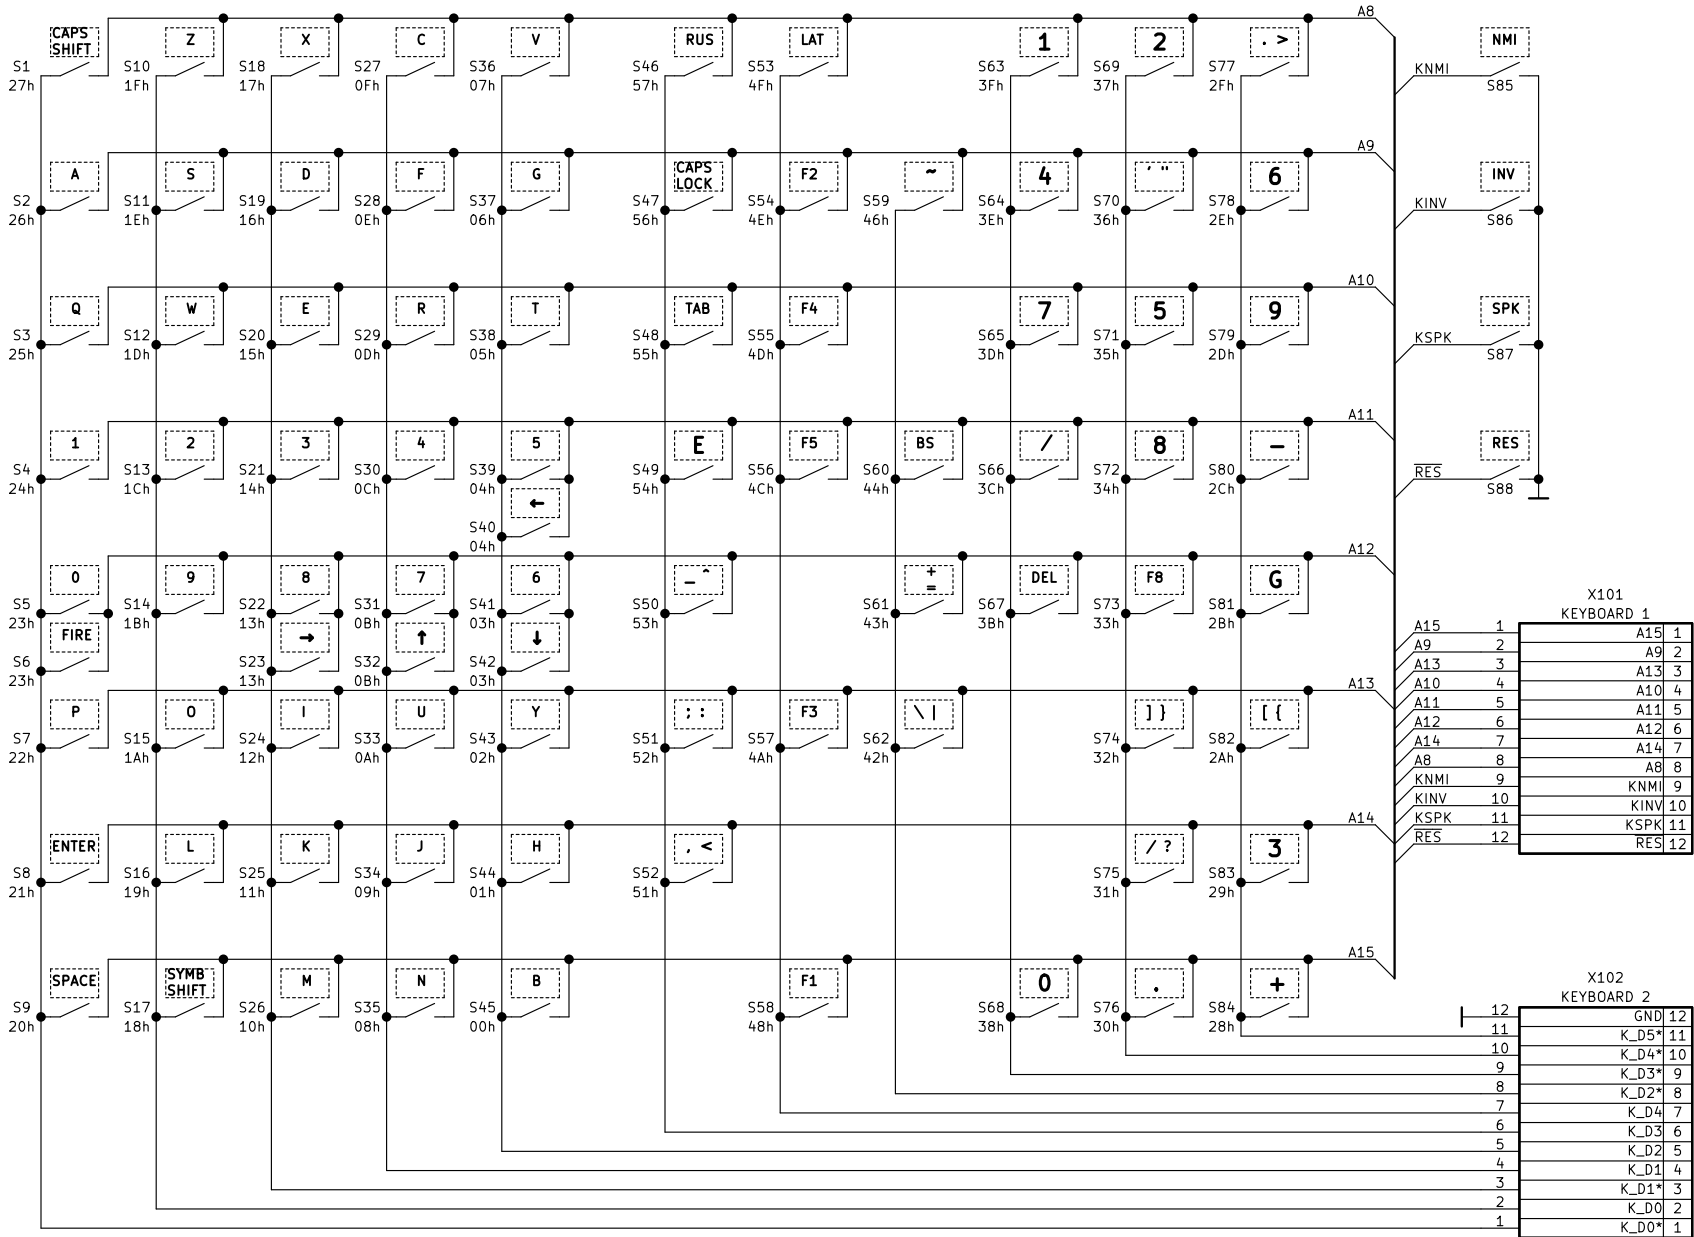 A8
CAPS SHIFT Z X C V RUS LAT 1 2 . > NMI
S1 S10 S18 S27 S36 S46 S53 S63 S69 S77 KNMI
27h 1Fh 17h 0Fh 07h 57h 4Fh 3Fh 37h 2Fh S85
A9
A S D F G CAPS LOCK F2 ~ 4 ' " 6 INV
S2 S11 S19 S28 S37 S47 S54 S59 S64 S70 S78 KINV
26h 1Eh 16h 0Eh 06h 56h 4Eh 46h 3Eh 36h 2Eh S86
A10
Q W E R T TAB F4 7 5 9 SPK
S3 S12 S20 S29 S38 S48 S55 S65 S71 S79 KSPK
25h 1Dh 15h 0Dh 05h 55h 4Dh 3Dh 35h 2Dh S87
A11
1 2 3 4 5 E F5 BS / 8 – RES
S4 S13 S21 S30 S39 S49 S56 S60 S66 S72 S80 RES
24h 1Ch 14h 0Ch 04h 54h 4Ch 44h 3Ch 34h 2Ch S88
←
S40
04h
A12
0 9 8 7 6 _ ^ + = DEL F8 G
S5 S14 S22 S31 S41 S50 S61 S67 S73 S81
23h 1Bh 13h 0Bh 03h 53h 43h 3Bh 33h 2Bh
FIRE → ↑ ↓
S6 S23 S32 S42
23h 13h 0Bh 03h
A13
P O I U Y ; : F3 \ | ] } [ {
S7 S15 S24 S33 S43 S51 S57 S62 S74 S82
22h 1Ah 12h 0Ah 02h 52h 4Ah 42h 32h 2Ah
A14
ENTER L K J H , < / ? 3
S8 S16 S25 S34 S44 S52 S75 S83
21h 19h 11h 09h 01h 51h 31h 29h
A15
SPACE SYMB SHIFT M N B F1 0 . +
S9 S17 S26 S35 S45 S58 S68 S76 S84
20h 18h 10h 08h 00h 48h 38h 30h 28h
X101
KEYBOARD 1
A15 1 A15 1
A9 2 A9 2
A13 3 A13 3
A10 4 A10 4
A11 5 A11 5
A12 6 A12 6
A14 7 A14 7
A8 8 A8 8
KNMI 9 KNMI 9
KINV 10 KINV 10
KSPK 11 KSPK 11
RES 12 RES 12
X102
KEYBOARD 2
12 GND 12
11 K_D5* 11
10 K_D4* 10
9 K_D3* 9
8 K_D2* 8
7 K_D4 7
6 K_D3 6
5 K_D2 5
4 K_D1 4
3 K_D1* 3
2 K_D0 2
1 K_D0* 1